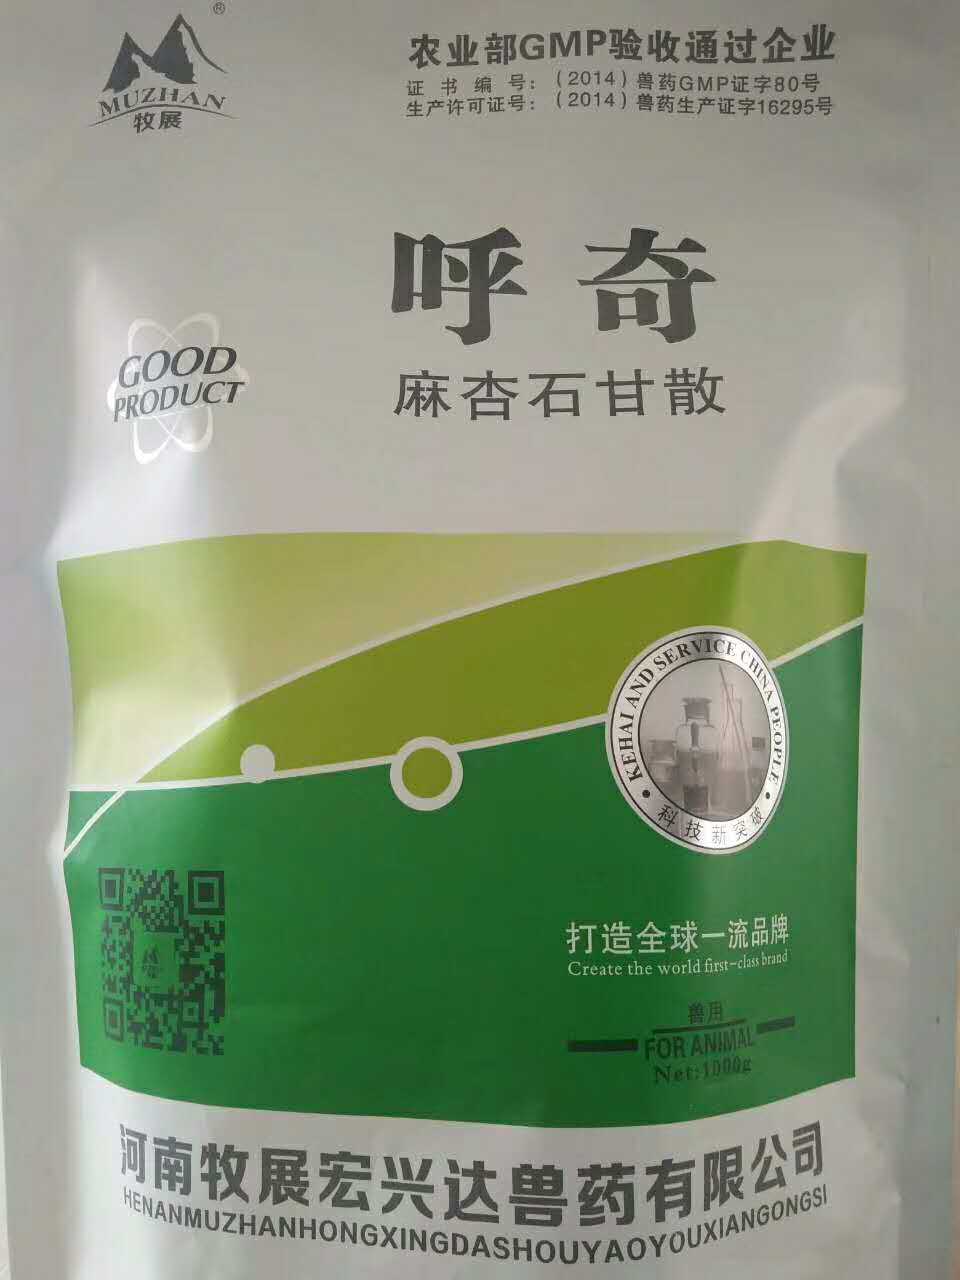 ®
MUZHAN
牧展
农业部GMP验收通过企业
证书编号：（2014）兽药GMP证字80号
生产许可证号：（2014）兽药生产证字16295号
呼奇
麻杏石甘散
GOOD
PRODUCT
KEHAI AND SERVICE CHINA PEOPLE
科技新突破
打造全球一流品牌
Create the world first-class brand
兽用
FOR ANIMAL
Net:1000g
河南牧展宏兴达兽药有限公司
HENANMUZHANHONGXINGDASHOUYAOYOUXIANGONGSI